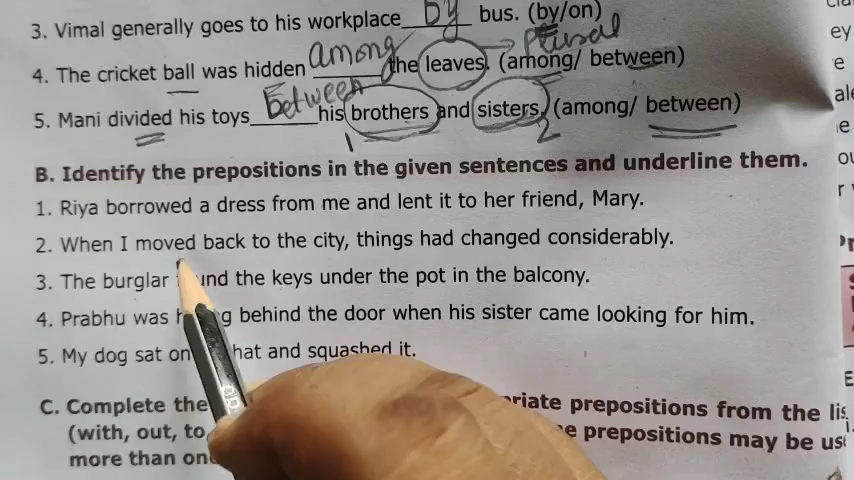 3. Vimal generally goes to his workplace by bus. (by/on)
4. The cricket ball was hidden among the leaves. (among/ between) plural
5. Mani divided his toys between his brothers and sisters. (among/ between)
1 2
B. Identify the prepositions in the given sentences and underline them.
1. Riya borrowed a dress from me and lent it to her friend, Mary.
2. When I moved back to the city, things had changed considerably.
3. The burglar the keys under the pot in the balcony.
4. Prabhu was behind the door when his sister came looking for him.
5. My dog sat on hat and squashed it.
C. Complete the prepositions from the
(with, out, to prepositions may be
more than